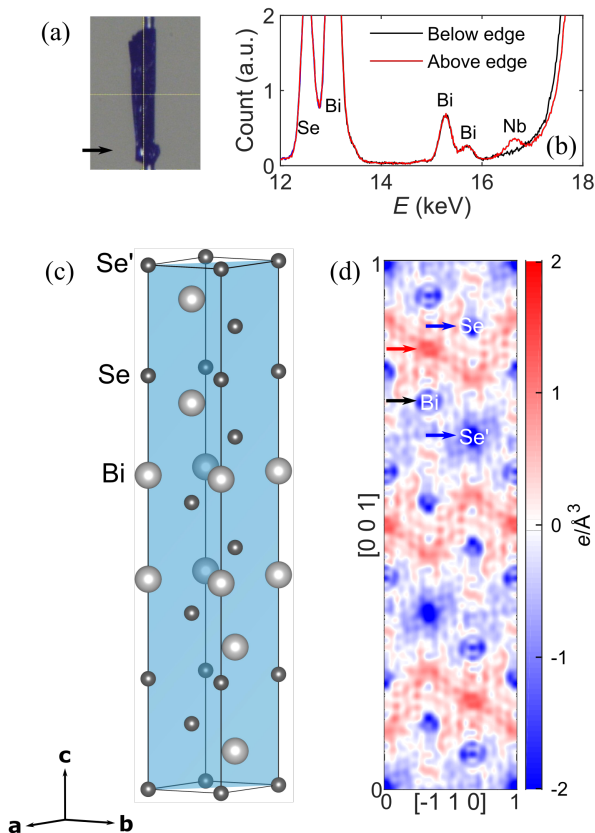 (a)
2
1
0
Count (a.u.)
Below edge
Above edge
Se
Bi
Bi
Bi
Nb
(b)
12
14
16
18
E (keV)
(c)
Se'
Se
Bi
c
a
b
(d)
1
[0 0 1]
0
Se
Bi
Se'
0
[-1 1 0]
1
2
1
0
-1
-2
e/Å³